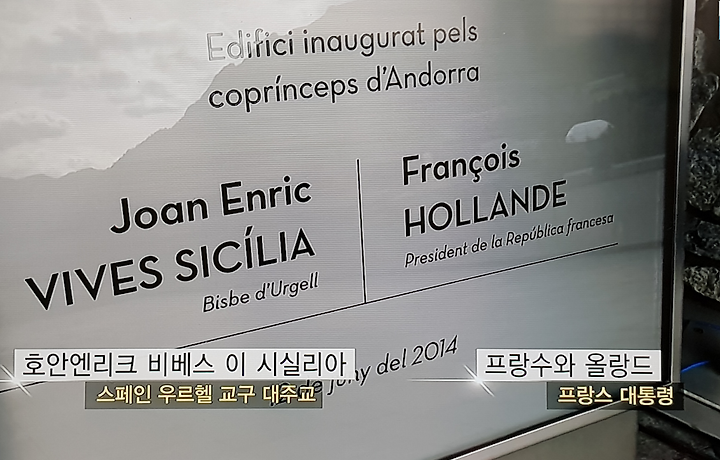 Edifici inaugurat pels
coprínceps d'Andorra
Joan Enric
VIVES SICÍLIA
Bisbe d'Urgell
François
HOLLANDE
President de la República francesa
de juny del 2014
호안엔리크 비베스 이 시실리아
스페인 우르헬 교구 대주교
프랑수와 올랑드
프랑스 대통령